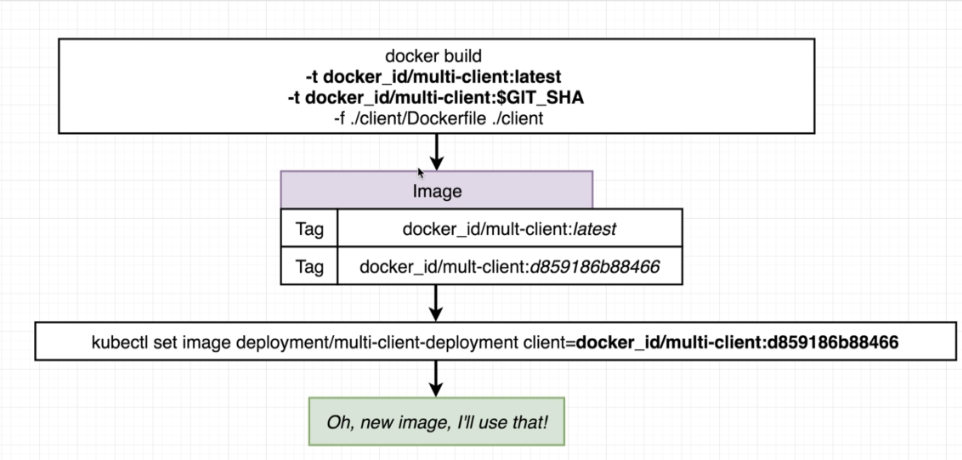 docker build
-t docker_id/multi-client:latest
-t docker_id/multi-client:$GIT_SHA
-f ./client/Dockerfile ./client
Image
Tag docker_id/mult-client:latest
Tag docker_id/mult-client:d859186b88466
kubectl set image deployment/multi-client-deployment client=docker_id/multi-client:d859186b88466
Oh, new image, I'll use that!